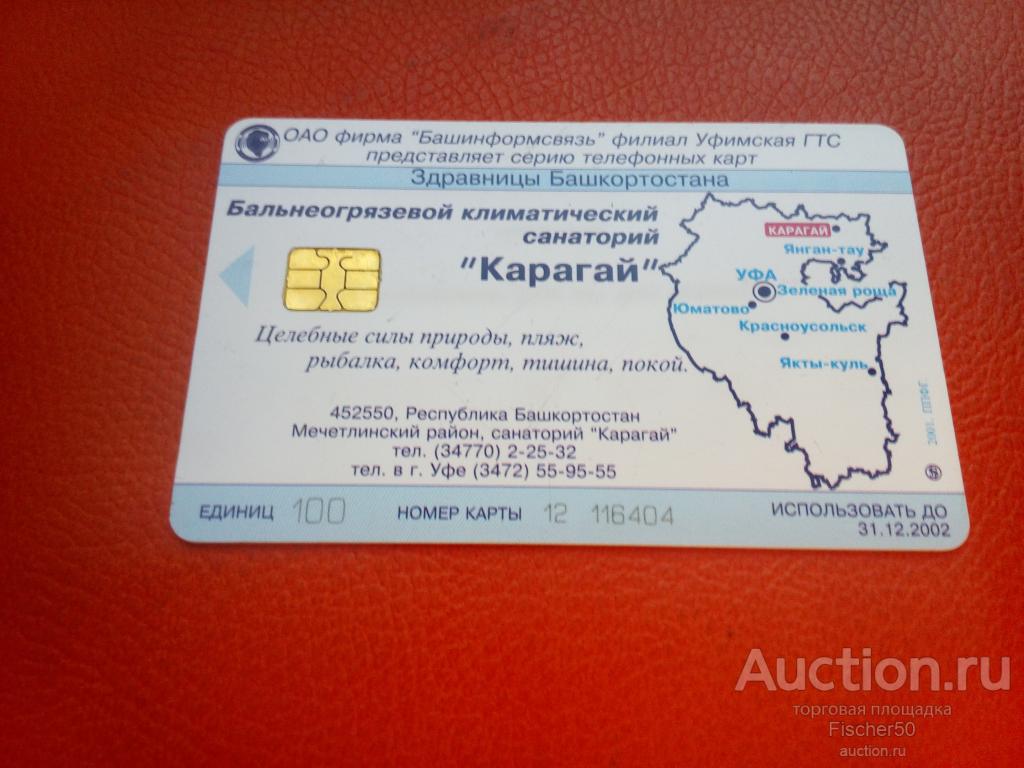 ОАО фирма "Башинформсвязь" филиал Уфимская ГТС
представляет серию телефонных карт
Здравницы Башкортостана
Бальнеогрязевой климатический
санаторий
"Карагай"
Целебные силы природы, пляж,
рыбалка, комфорт, тишина, покой.
452550, Республика Башкортостан
Мечетлинский район, санаторий "Карагай"
тел. (34770) 2-25-32
тел. в г. Уфе (3472) 55-95-55
КАРАГАЙ
Янган-тау
УФА
Зеленая роща
Юматово
Красноусольск
Якты-куль
2001. ППФГ.
ЕДИНИЦ 100 НОМЕР КАРТЫ 12 116404 ИСПОЛЬЗОВАТЬ ДО
31.12.2002
Auction.ru
торговая площадка
Fischer50
auction.ru